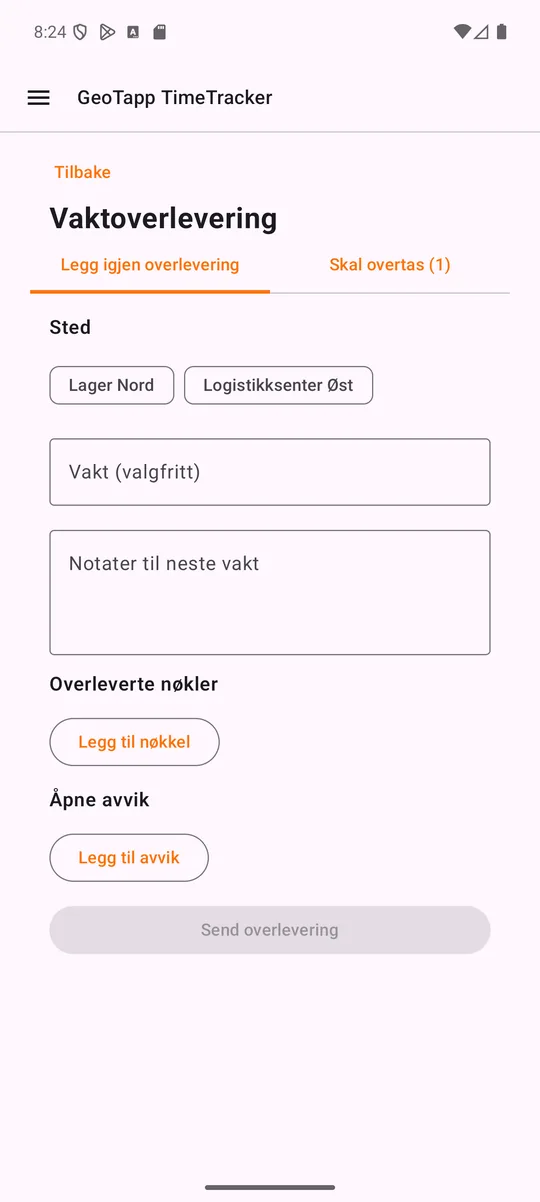 8:24
GeoTapp TimeTracker
Tilbake
Vaktoverlevering
Legg igjen overlevering
Skal overtas (1)
Sted
Lager Nord
Logistikksenter Øst
Vakt (valgfritt)
Notater til neste vakt
Overleverte nøkler
Legg til nøkkel
Åpne avvik
Legg til avvik
Send overlevering